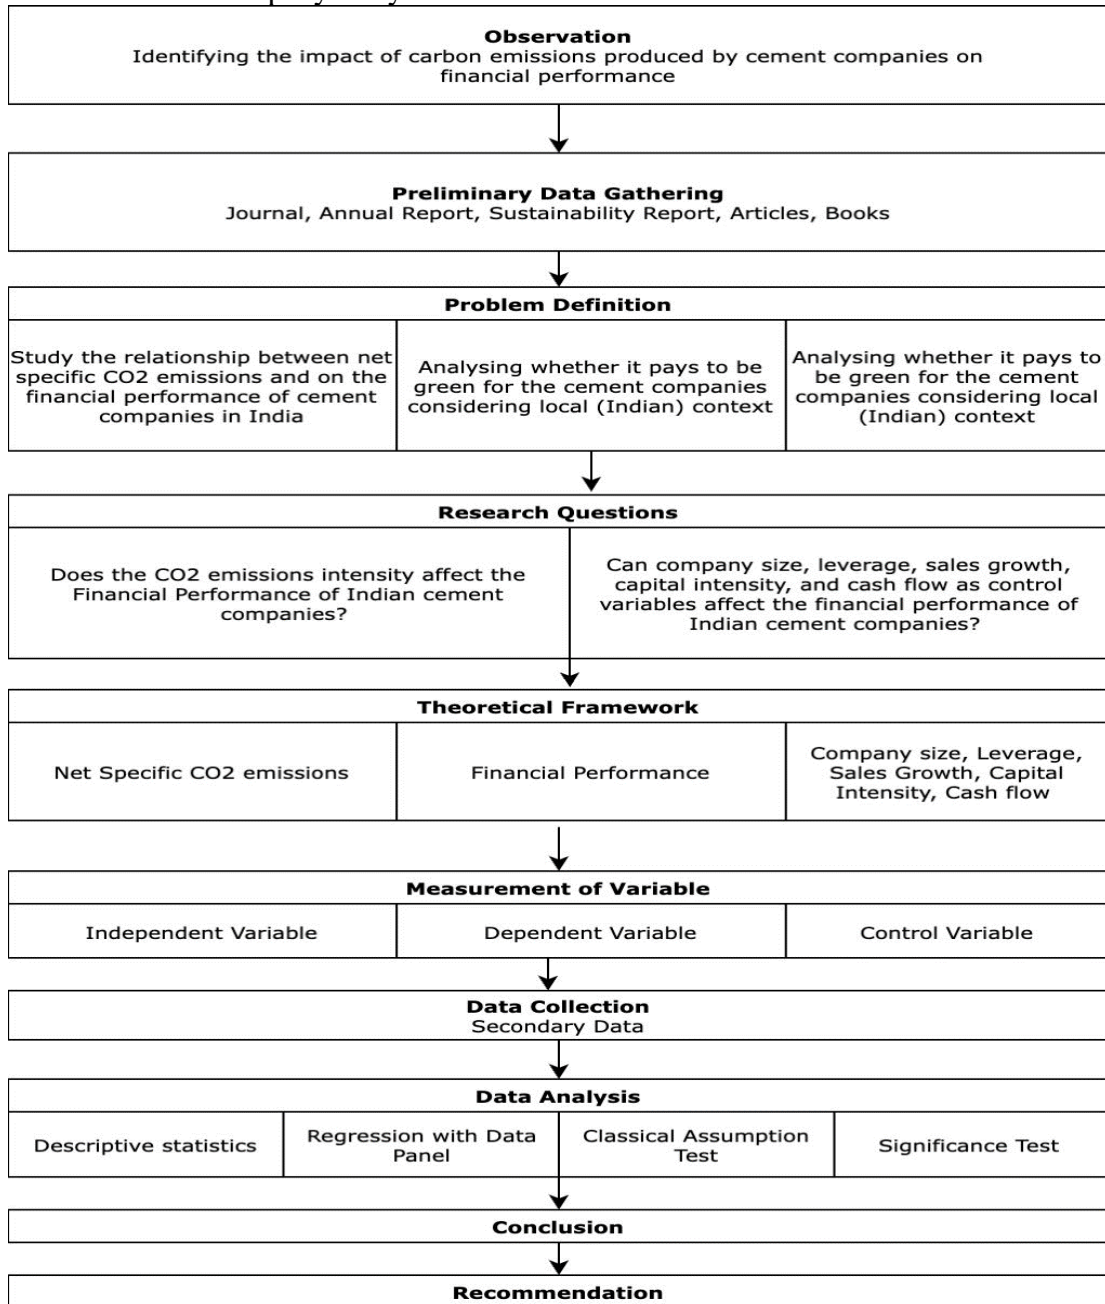 Observation
Identifying the impact of carbon emissions produced by cement companies on
financial performance
Preliminary Data Gathering
Journal, Annual Report, Sustainability Report, Articles, Books
Problem Definition
Study the relationship between net
specific CO2 emissions and on the
financial performance of cement
companies in India
Analysing whether it pays to be
green for the cement companies
considering local (Indian) context
Analysing whether it pays to
be green for the cement
companies considering local
(Indian) context
Research Questions
Does the CO2 emissions intensity affect the
Financial Performance of Indian cement
companies?
Can company size, leverage, sales growth,
capital intensity, and cash flow as control
variables affect the financial performance of
Indian cement companies?
Theoretical Framework
Net Specific CO2 emissions
Financial Performance
Company size, Leverage,
Sales Growth, Capital
Intensity, Cash flow
Measurement of Variable
Independent Variable
Dependent Variable
Control Variable
Data Collection
Secondary Data
Data Analysis
Descriptive statistics
Regression with Data
Panel
Classical Assumption
Test
Significance Test
Conclusion
Recommendation